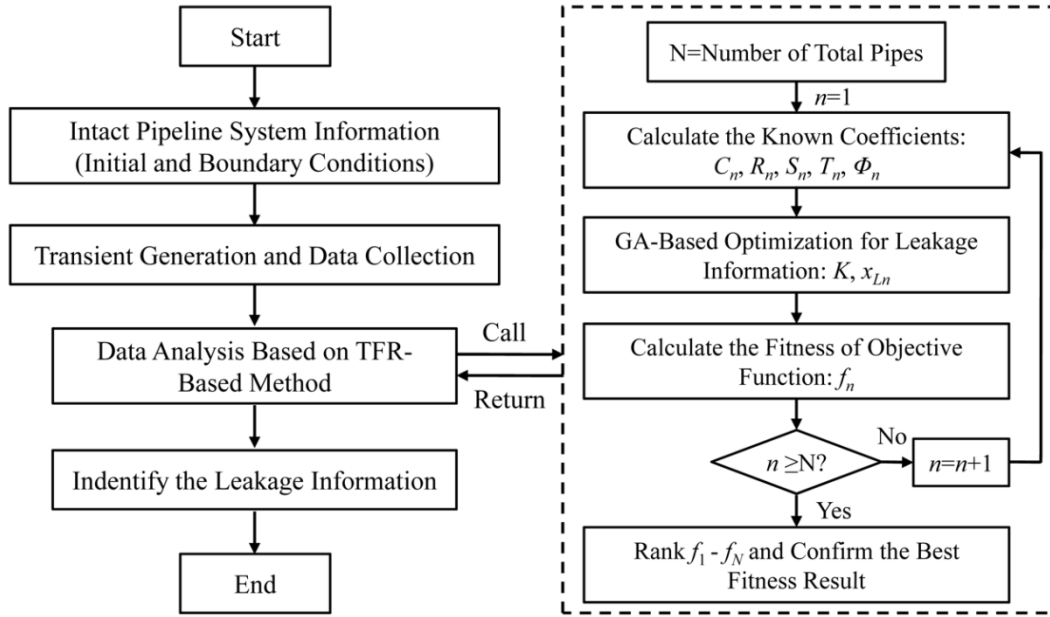 Start
Intact Pipeline System Information
(Initial and Boundary Conditions)
Transient Generation and Data Collection
Data Analysis Based on TFR-
Based Method
Call
Return
Indentify the Leakage Information
End
N=Number of Total Pipes
n=1
Calculate the Known Coefficients:
Cₙ, Rₙ, Sₙ, Tₙ, Φₙ
GA-Based Optimization for Leakage
Information: K, x_Ln
Calculate the Fitness of Objective
Function: fₙ
n ≥N?
No
n=n+1
Yes
Rank f₁ - f_N and Confirm the Best
Fitness Result